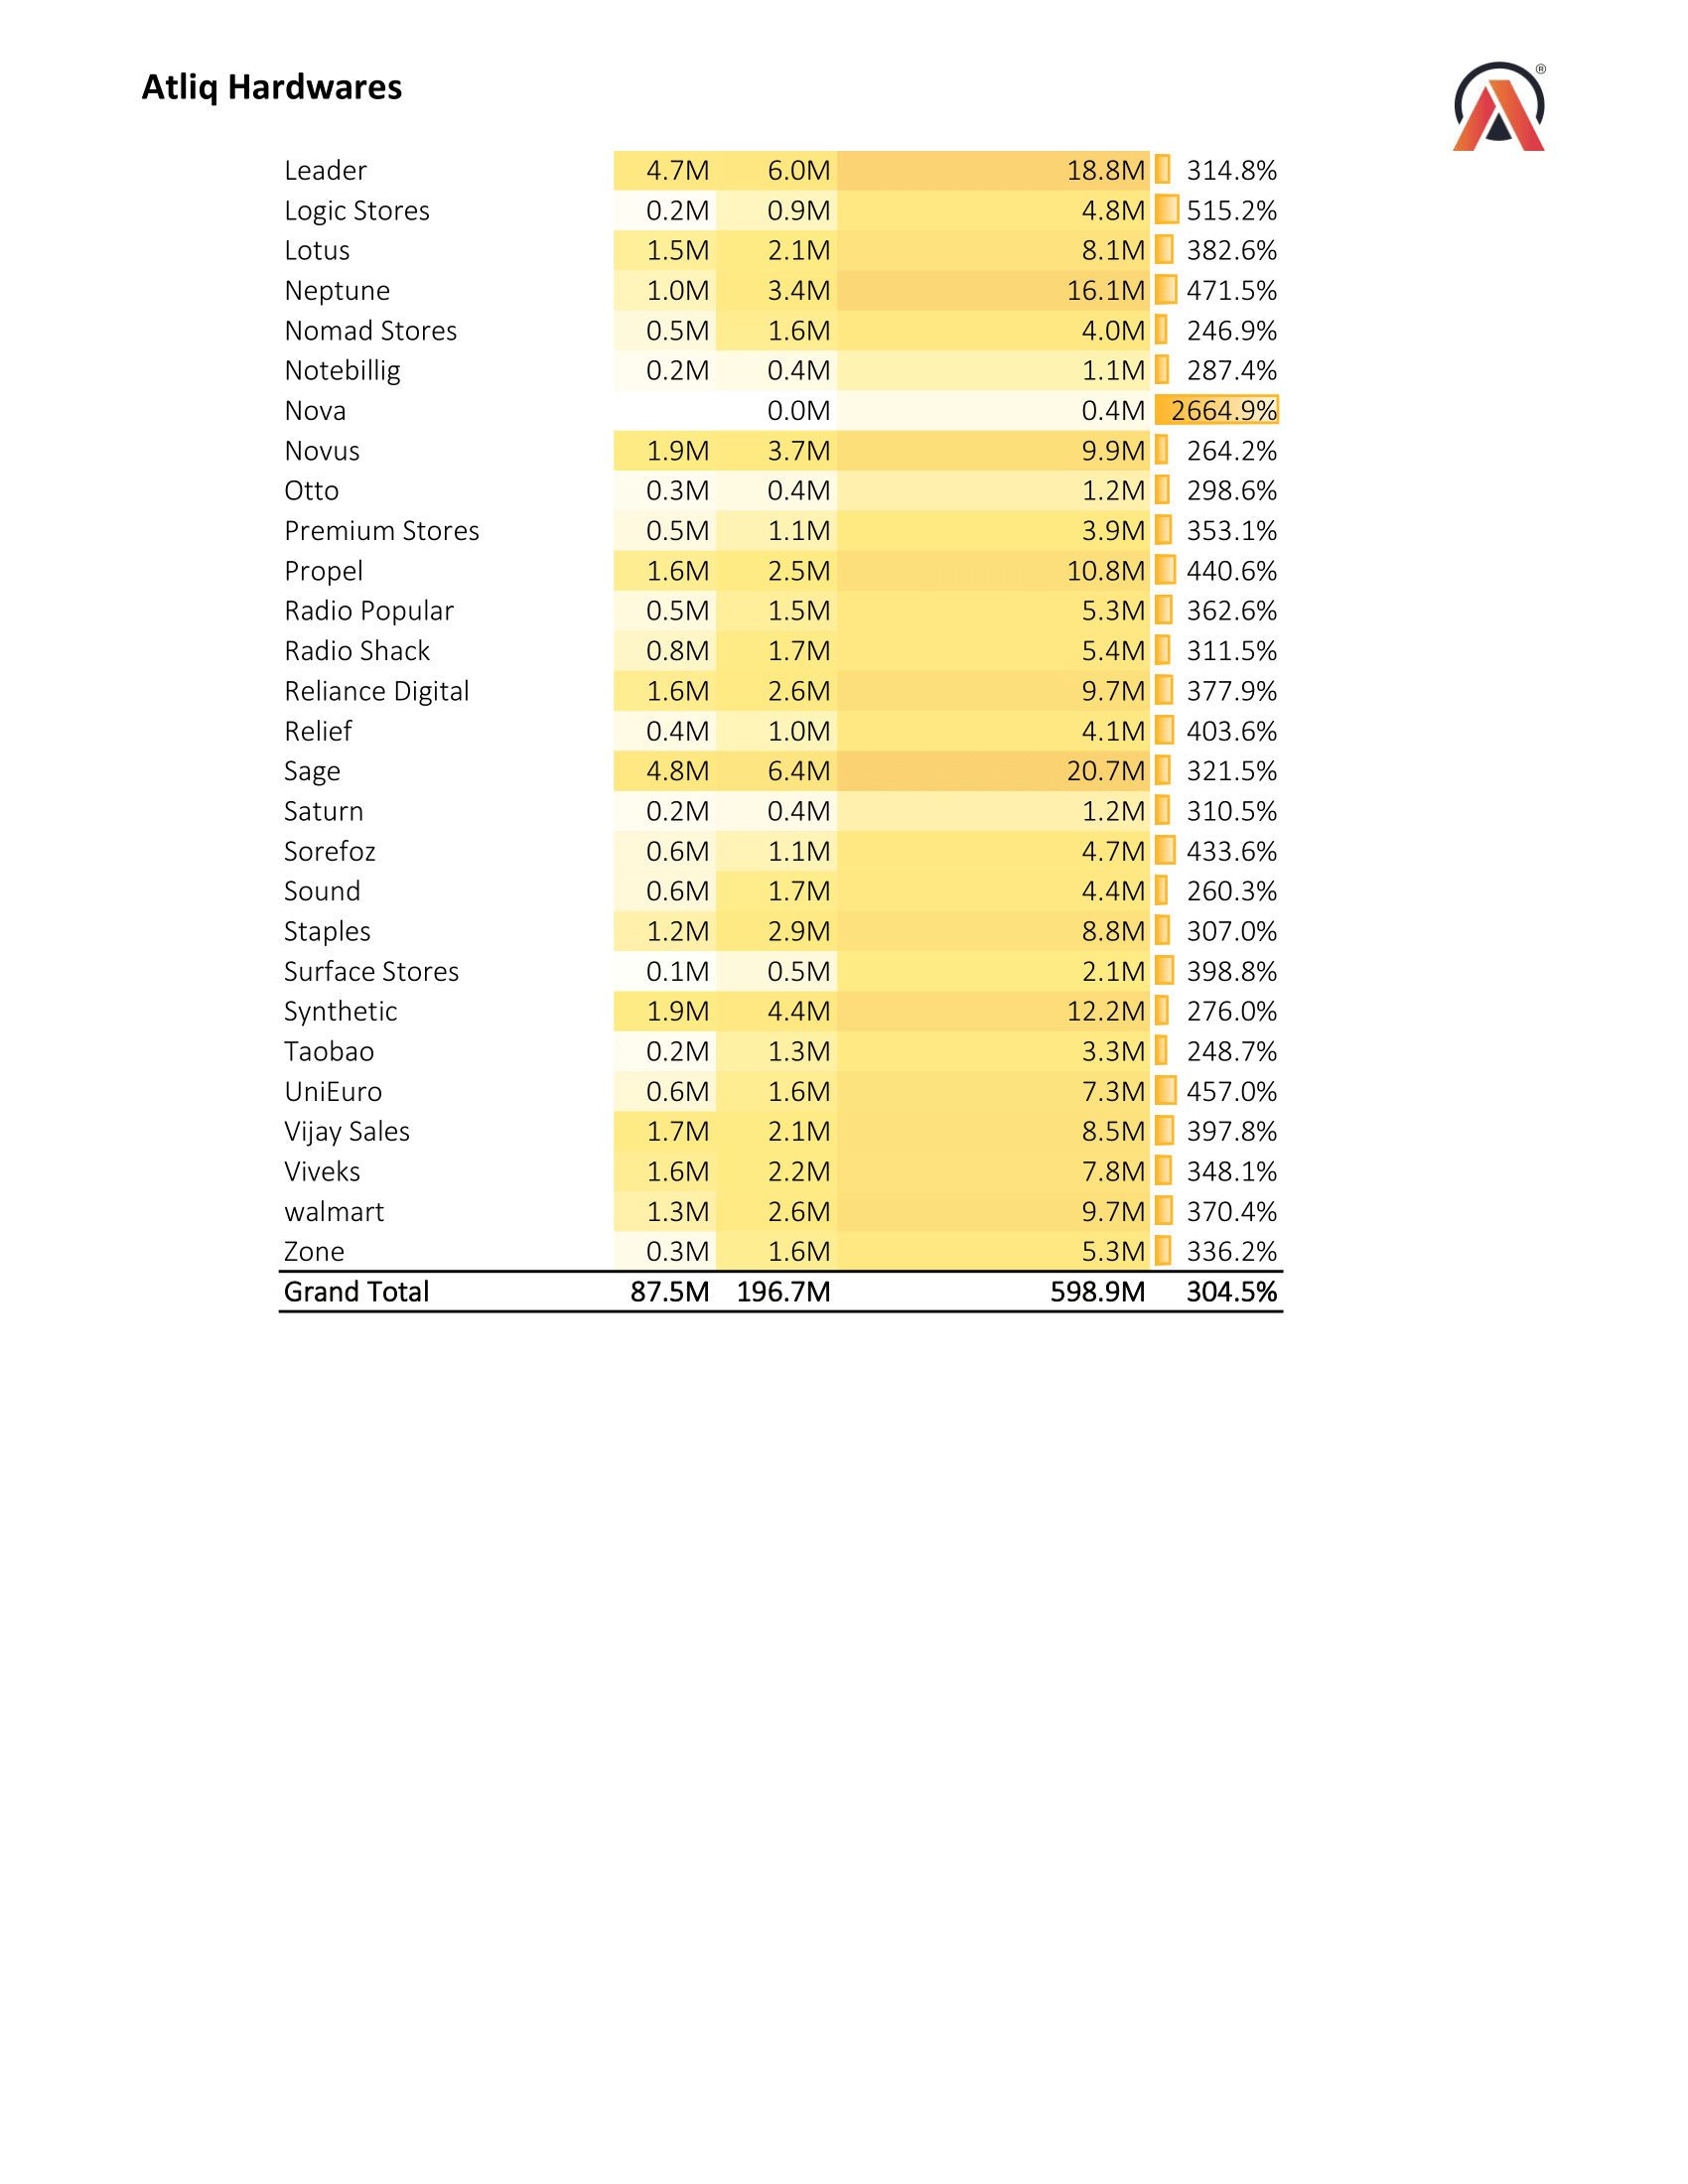 Atliq Hardwares
®
Leader 4.7M 6.0M 18.8M 314.8%
Logic Stores 0.2M 0.9M 4.8M 515.2%
Lotus 1.5M 2.1M 8.1M 382.6%
Neptune 1.0M 3.4M 16.1M 471.5%
Nomad Stores 0.5M 1.6M 4.0M 246.9%
Notebillig 0.2M 0.4M 1.1M 287.4%
Nova 0.0M 0.4M 2664.9%
Novus 1.9M 3.7M 9.9M 264.2%
Otto 0.3M 0.4M 1.2M 298.6%
Premium Stores 0.5M 1.1M 3.9M 353.1%
Propel 1.6M 2.5M 10.8M 440.6%
Radio Popular 0.5M 1.5M 5.3M 362.6%
Radio Shack 0.8M 1.7M 5.4M 311.5%
Reliance Digital 1.6M 2.6M 9.7M 377.9%
Relief 0.4M 1.0M 4.1M 403.6%
Sage 4.8M 6.4M 20.7M 321.5%
Saturn 0.2M 0.4M 1.2M 310.5%
Sorefoz 0.6M 1.1M 4.7M 433.6%
Sound 0.6M 1.7M 4.4M 260.3%
Staples 1.2M 2.9M 8.8M 307.0%
Surface Stores 0.1M 0.5M 2.1M 398.8%
Synthetic 1.9M 4.4M 12.2M 276.0%
Taobao 0.2M 1.3M 3.3M 248.7%
UniEuro 0.6M 1.6M 7.3M 457.0%
Vijay Sales 1.7M 2.1M 8.5M 397.8%
Viveks 1.6M 2.2M 7.8M 348.1%
walmart 1.3M 2.6M 9.7M 370.4%
Zone 0.3M 1.6M 5.3M 336.2%
Grand Total 87.5M 196.7M 598.9M 304.5%